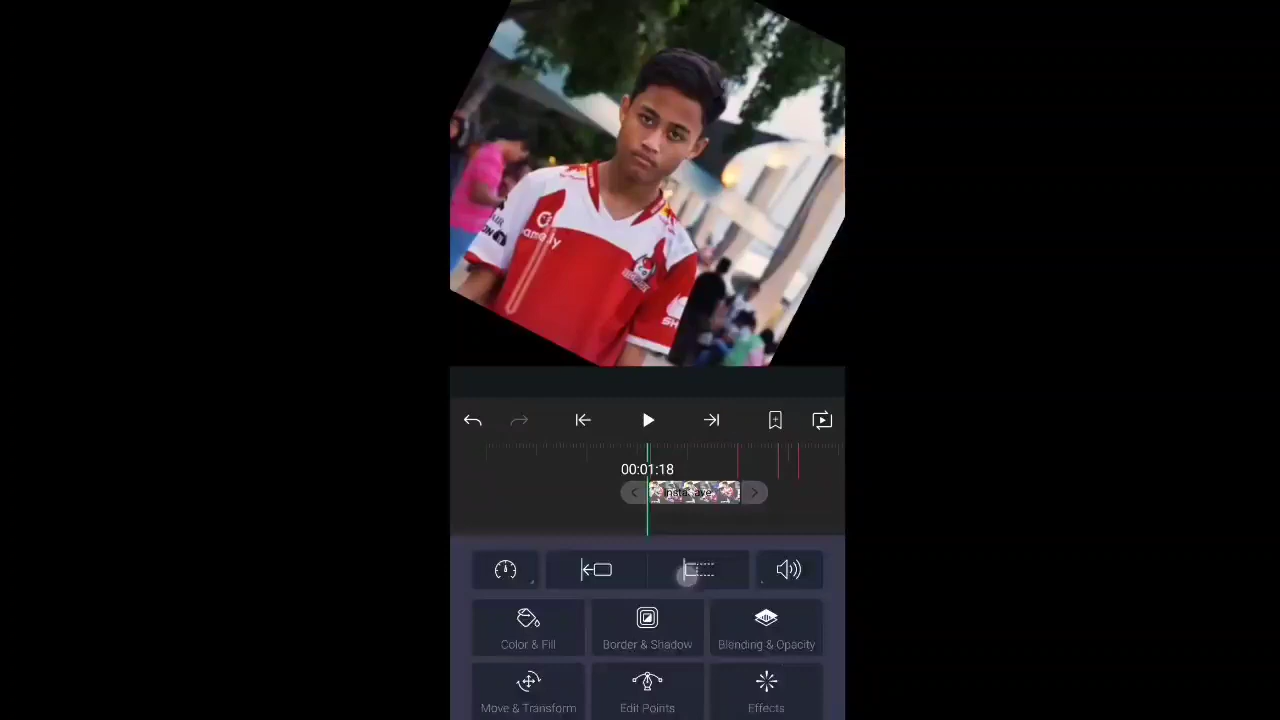 00:01:18
Color & Fill
Border & Shadow
Blending & Opacity
Move & Transform
Edit Points
Effects